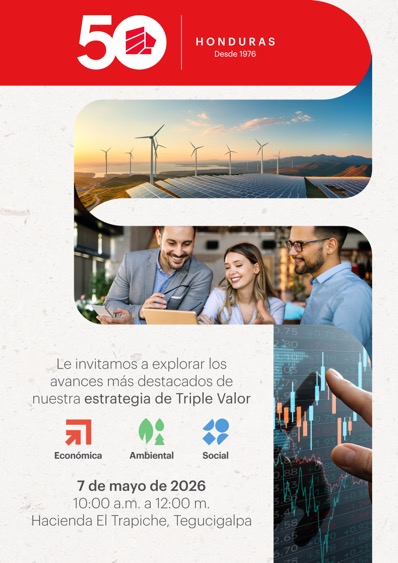 50
HONDURAS
Desde 1976
Le invitamos a explorar los
avances más destacados de
nuestra estrategia de Triple Valor
Económica
Ambiental
Social
7 de mayo de 2026
10:00 a.m. a 12:00 m.
Hacienda El Trapiche, Tegucigalpa